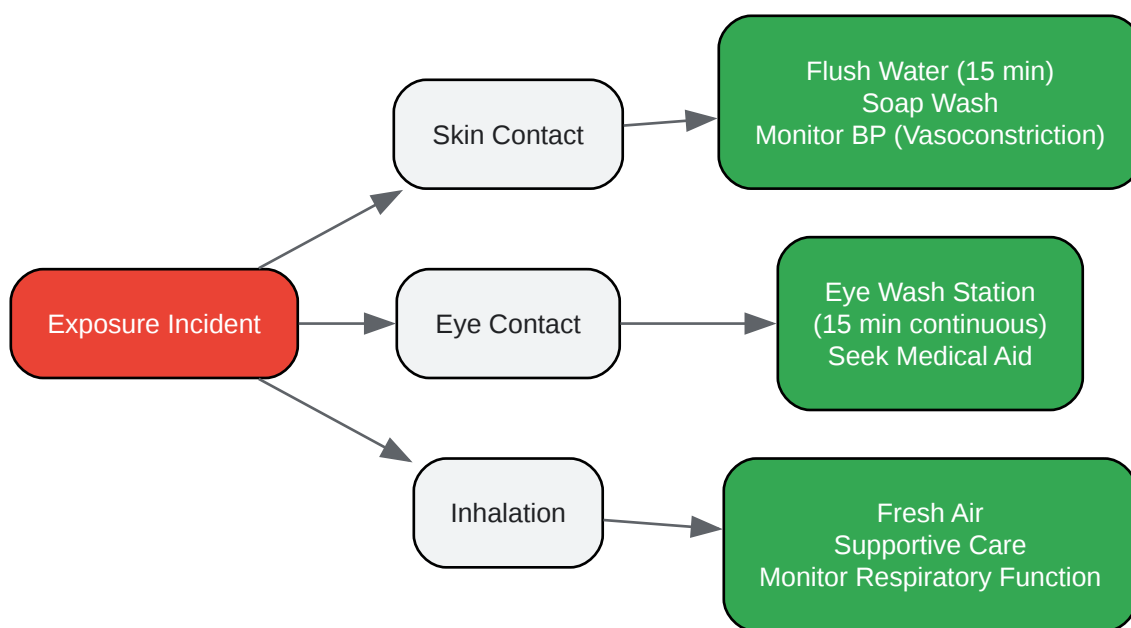 Exposure Incident
Skin Contact
Flush Water (15 min)
Soap Wash
Monitor BP (Vasoconstriction)
Eye Contact
Eye Wash Station
(15 min continuous)
Seek Medical Aid
Inhalation
Fresh Air
Supportive Care
Monitor Respiratory Function